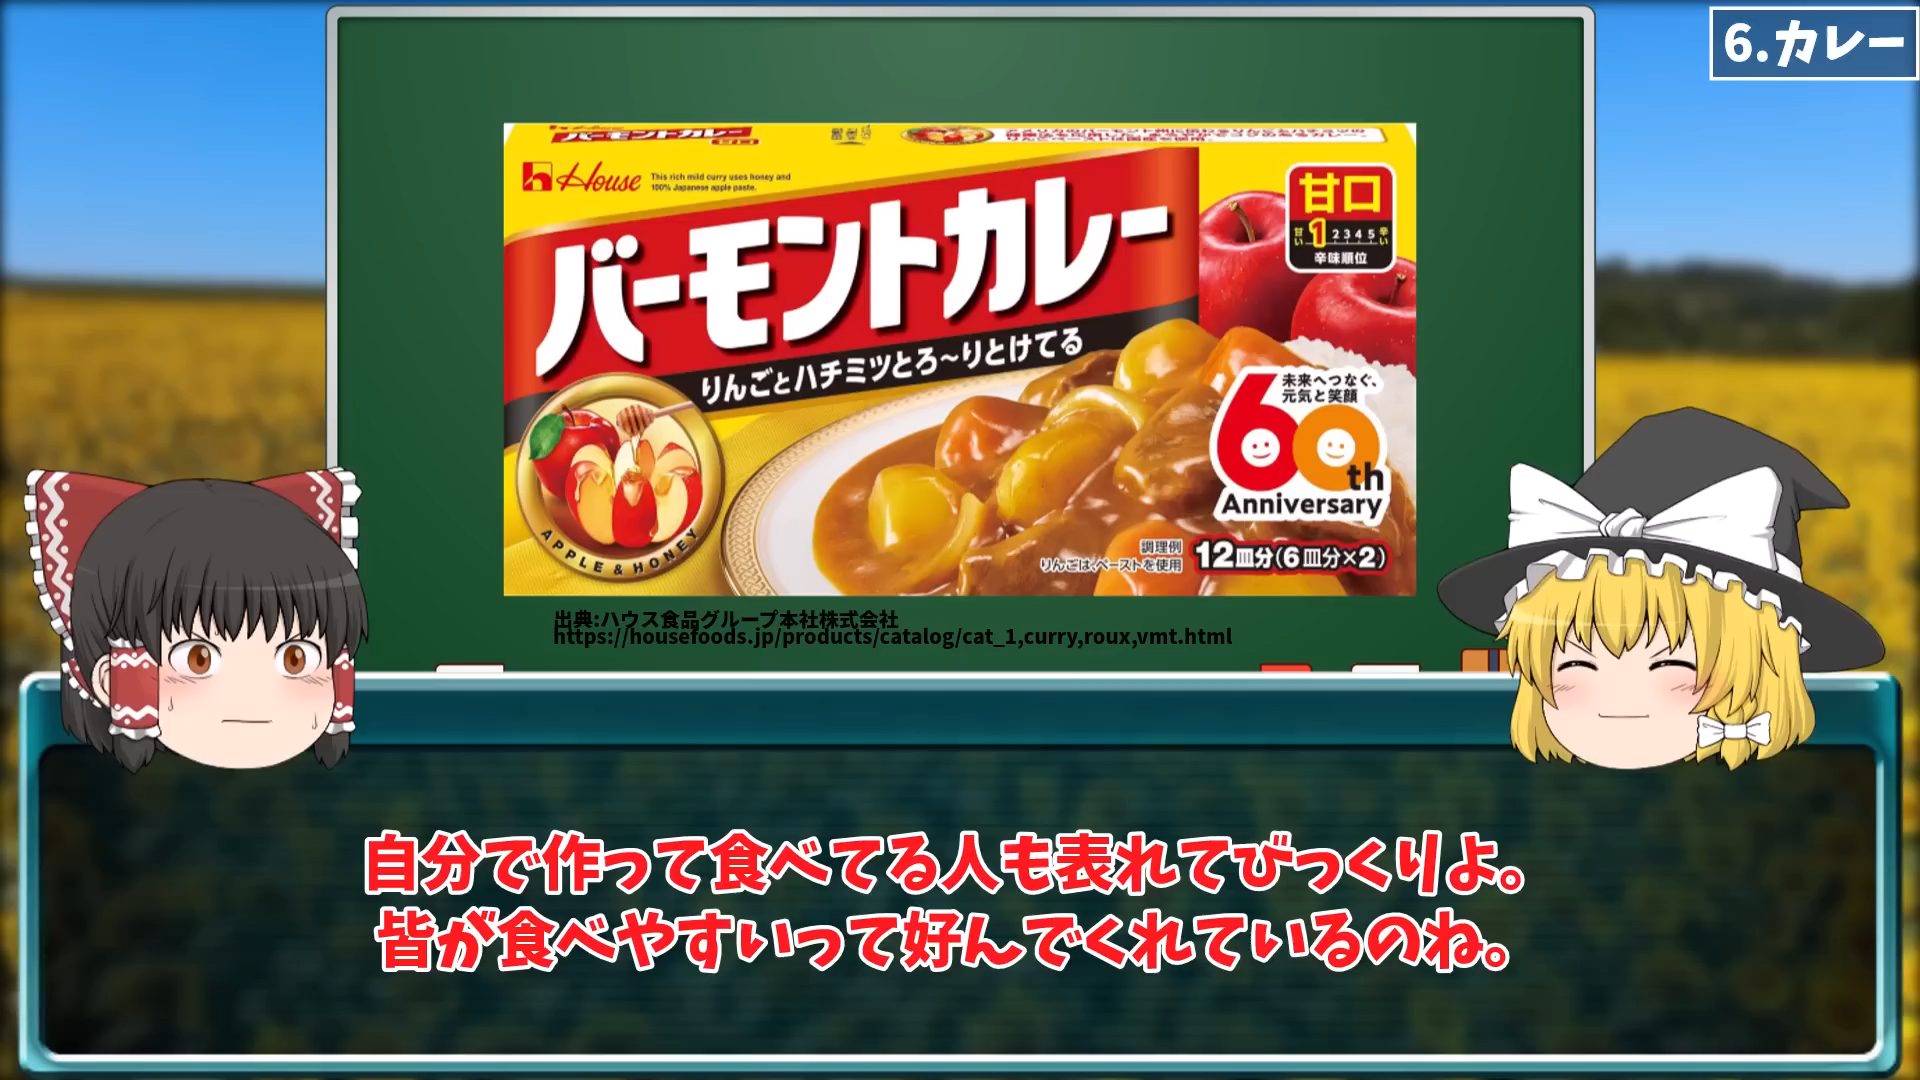 6.カレー
バーモントカレー
House
This rich mild curry uses honey and
100% Japanese apple paste.
甘口
甘い 1 2 3 4 5 辛い
辛味順位
バーモントカレー
りんごとハチミツとろ〜りとけてる
未来へつなぐ、
元気と笑顔
60th
Anniversary
APPLE & HONEY
調理例
りんごは、ペーストを使用
12皿分(6皿分×2)
出典:ハウス食品グループ本社株式会社
https://housefoods.jp/products/catalog/cat_1,curry,roux,vmt.html
自分で作って食べてる人も表れてびっくりよ。
皆が食べやすいって好んでくれているのね。